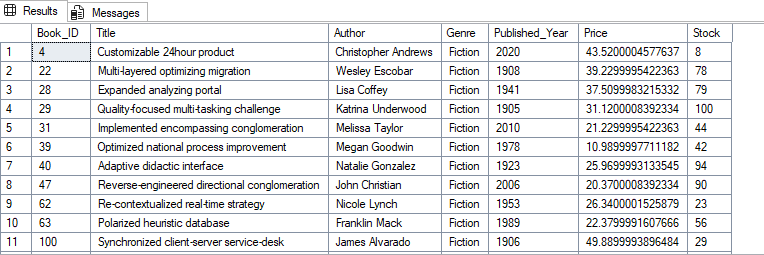 Results Messages
Book_ID Title Author Genre Published_Year Price Stock
1 4 Customizable 24hour product Christopher Andrews Fiction 2020 43.5200004577637 8
2 22 Multi-layered optimizing migration Wesley Escobar Fiction 1908 39.2299995422363 78
3 28 Expanded analyzing portal Lisa Coffey Fiction 1941 37.5099983215332 79
4 29 Quality-focused multi-tasking challenge Katrina Underwood Fiction 1905 31.1200008392334 100
5 31 Implemented encompassing conglomeration Melissa Taylor Fiction 2010 21.2299995422363 44
6 39 Optimized national process improvement Megan Goodwin Fiction 1978 10.9899997711182 42
7 40 Adaptive didactic interface Natalie Gonzalez Fiction 1923 25.9699993133545 94
8 47 Reverse-engineered directional conglomeration John Christian Fiction 2006 20.3700008392334 90
9 62 Re-contextualized real-time strategy Nicole Lynch Fiction 1953 26.3400001525879 23
10 63 Polarized heuristic database Franklin Mack Fiction 1989 22.3799991607666 56
11 100 Synchronized client-server service-desk James Alvarado Fiction 1906 49.8899993896484 29